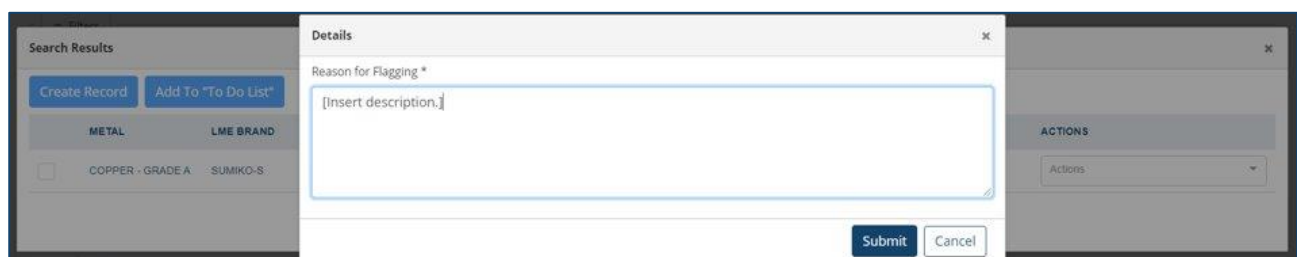 Filters
Details ×
Search Results ×
Reason for Flagging *
Create Record Add To "To Do List"
[Insert description.]
METAL LME BRAND ACTIONS
COPPER - GRADE A SUMIKO-S Actions
Submit Cancel